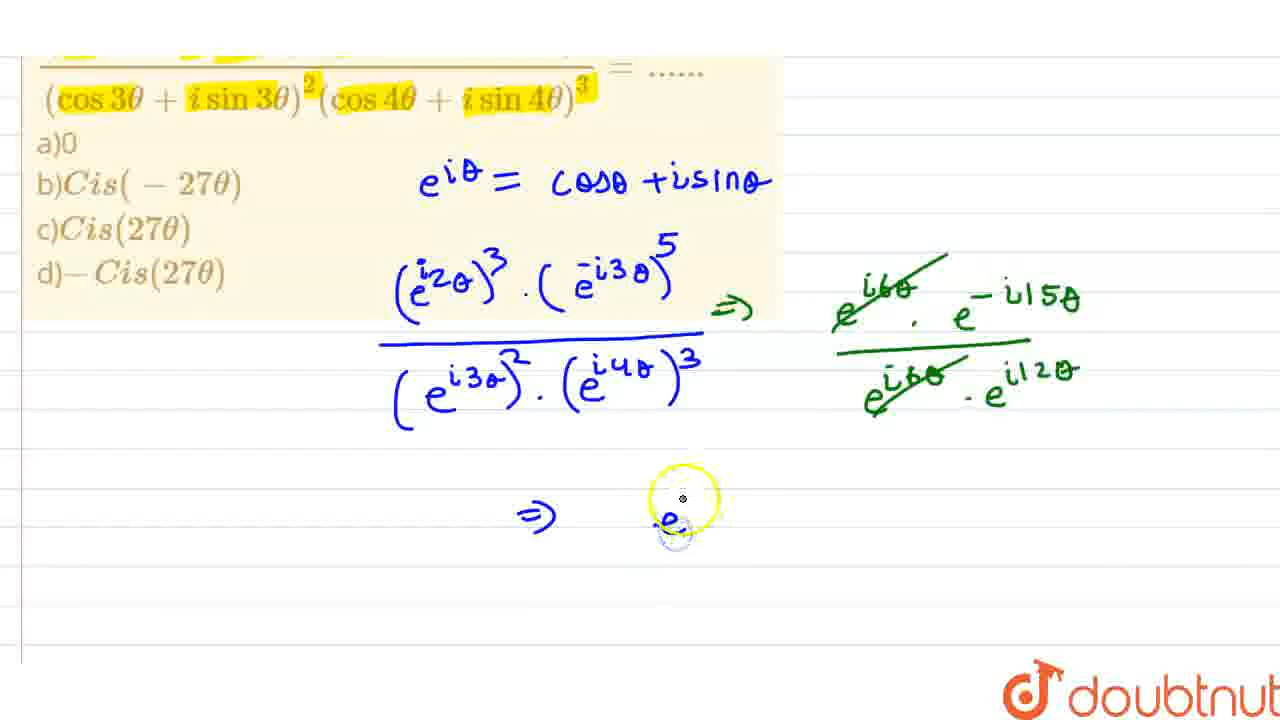 (cos 3θ + i sin 3θ)² (cos 4θ + i sin 4θ)³ = ......
a)0
b)Cis(−27θ)
c)Cis(27θ)
d)−Cis(27θ)
e^{iθ} = cosθ + isinθ
(e^{i2θ})³ . (e^{-i3θ})⁵
(e^{i3θ})² . (e^{i4θ})³
⇒
e^{i6θ} . e^{-i15θ}
e^{i6θ} . e^{i12θ}
⇒ e
doubtnut